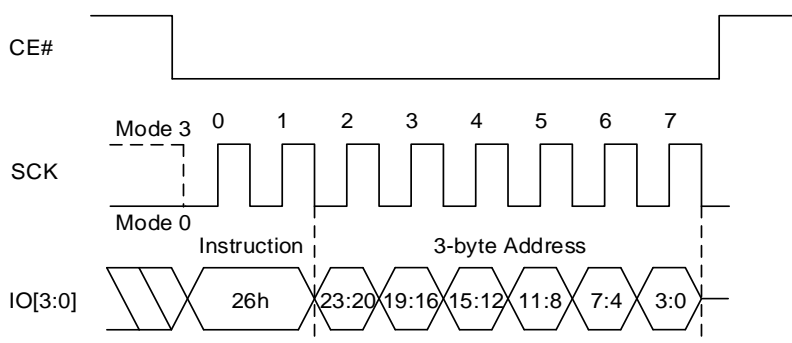 CE#
Mode 3 0 1 2 3 4 5 6 7
SCK
Mode 0
Instruction 3-byte Address
IO[3:0] 26h 23:20 19:16 15:12 11:8 7:4 3:0